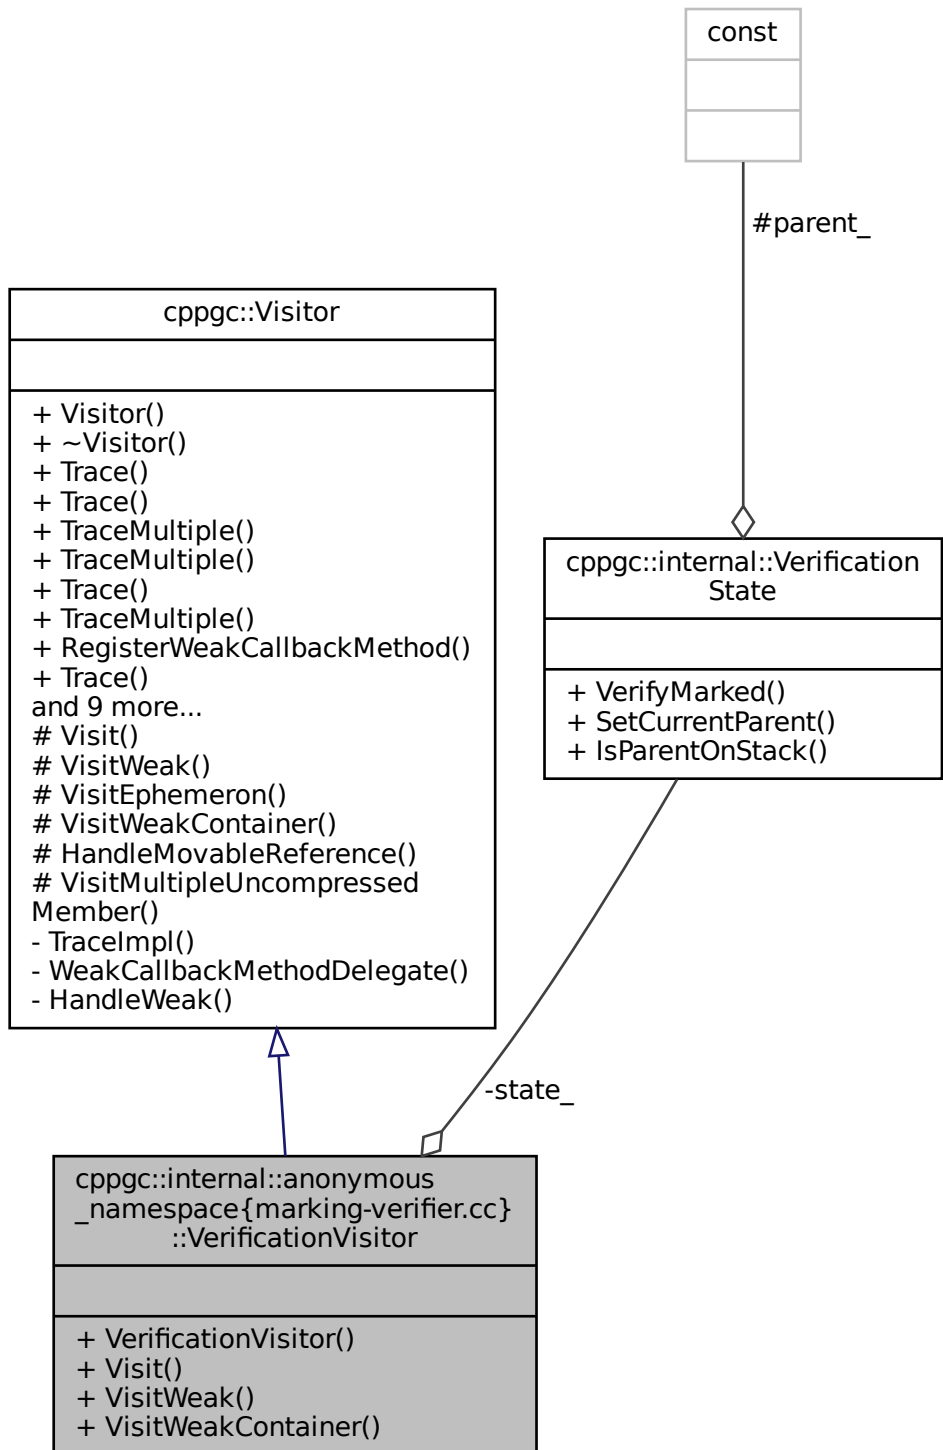 const
#parent_
cppgc::Visitor
+ Visitor()
+ ~Visitor()
+ Trace()
+ Trace()
+ TraceMultiple()
+ TraceMultiple()
+ Trace()
+ TraceMultiple()
+ RegisterWeakCallbackMethod()
+ Trace()
and 9 more...
# Visit()
# VisitWeak()
# VisitEphemeron()
# VisitWeakContainer()
# HandleMovableReference()
# VisitMultipleUncompressed
Member()
- TraceImpl()
- WeakCallbackMethodDelegate()
- HandleWeak()
cppgc::internal::Verification
State
+ VerifyMarked()
+ SetCurrentParent()
+ IsParentOnStack()
-state_
cppgc::internal::anonymous
_namespace{marking-verifier.cc}
::VerificationVisitor
+ VerificationVisitor()
+ Visit()
+ VisitWeak()
+ VisitWeakContainer()